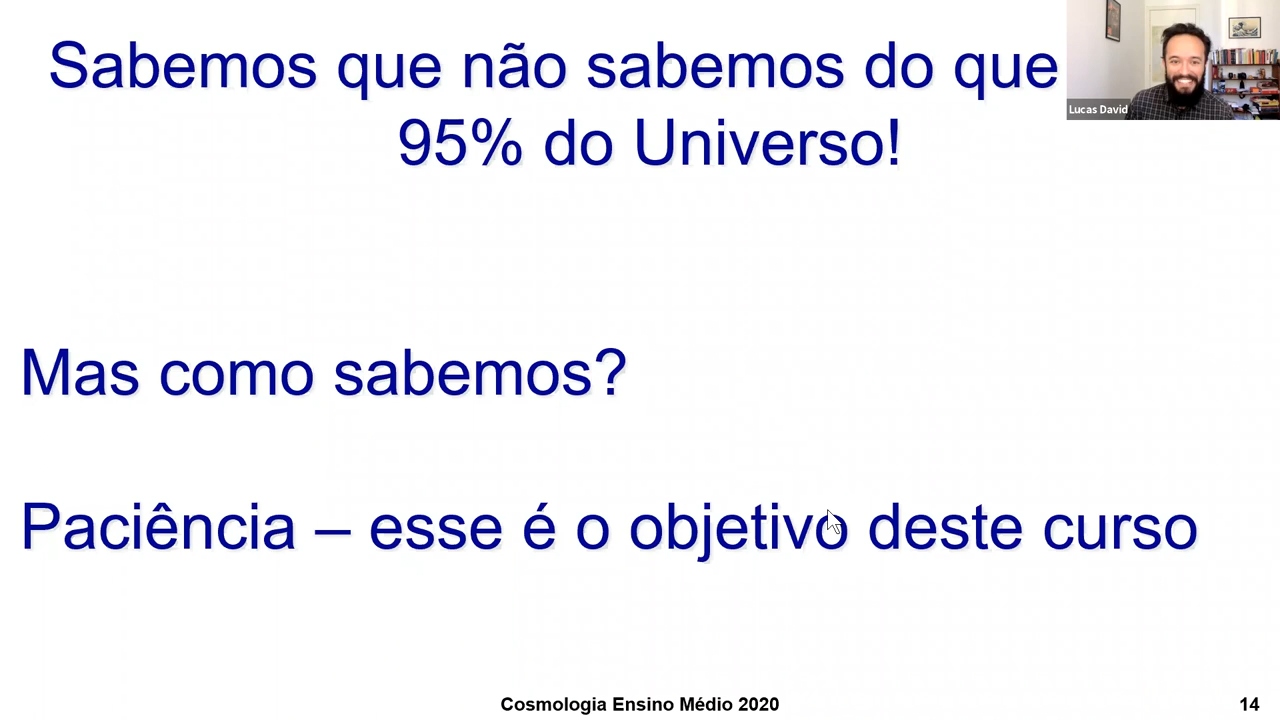 Sabemos que não sabemos do que
95% do Universo!
Lucas David
Mas como sabemos?
Paciência – esse é o objetivo deste curso
Cosmologia Ensino Médio 2020
14